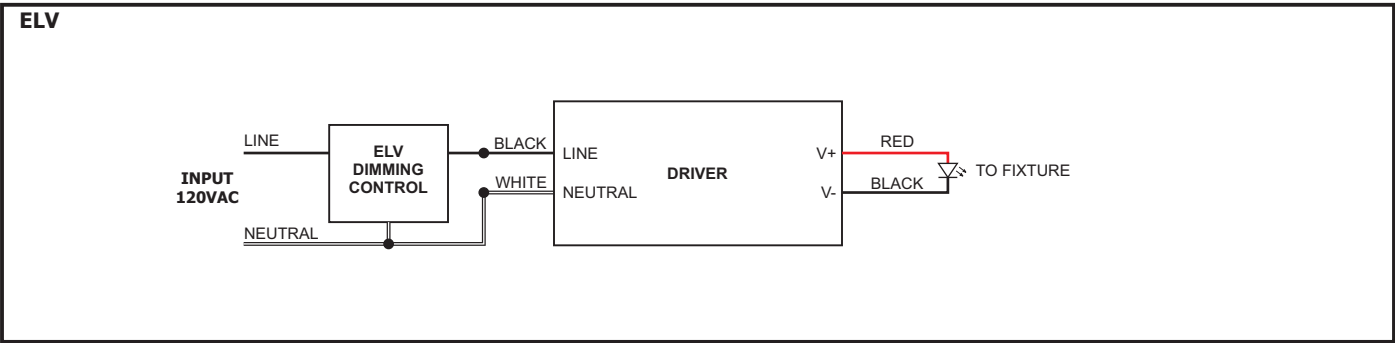 ELV
LINE
INPUT
120VAC
NEUTRAL
ELV
DIMMING
CONTROL
BLACK
WHITE
LINE
NEUTRAL
DRIVER
V+
V-
RED
BLACK
TO FIXTURE